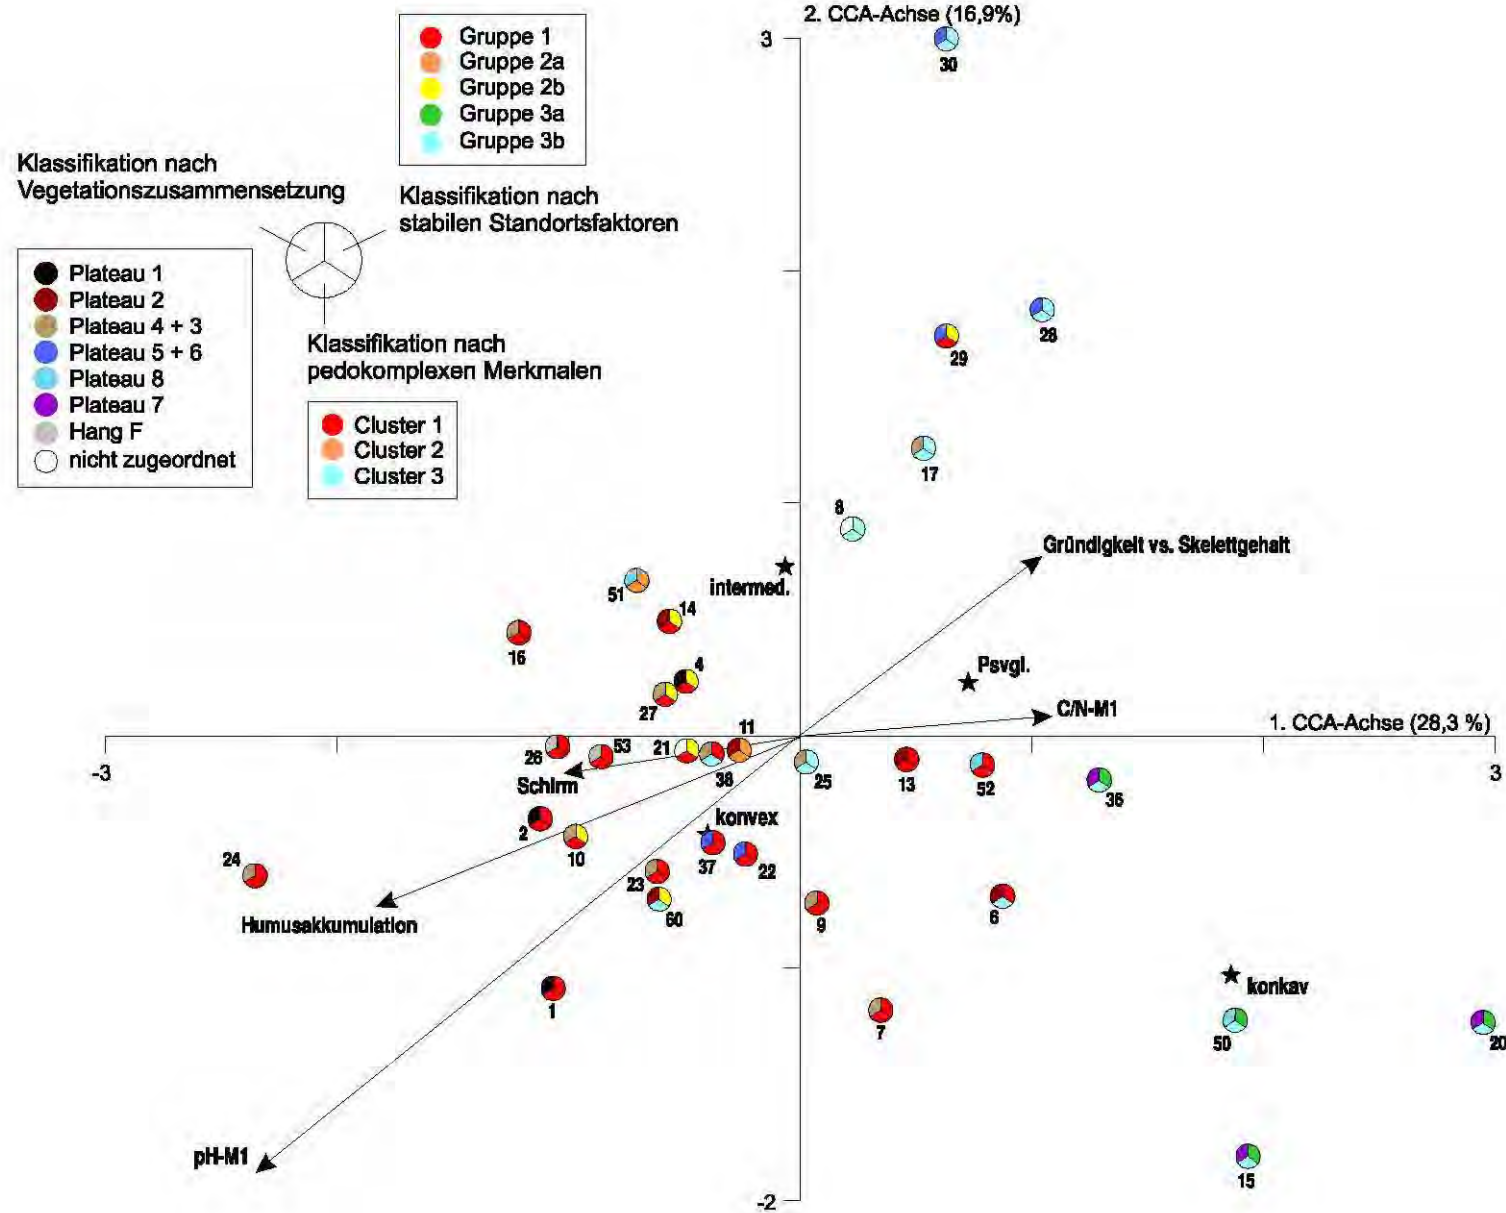 2. CCA-Achse (16,9%)
3
Gruppe 1
Gruppe 2a
Gruppe 2b
Gruppe 3a
Gruppe 3b
30
Klassifikation nach
Vegetationszusammensetzung
Klassifikation nach
stabilen Standortsfaktoren
Plateau 1
Plateau 2
Plateau 4 + 3
Plateau 5 + 6
Plateau 8
Plateau 7
Hang F
nicht zugeordnet
Klassifikation nach
pedokomplexen Merkmalen
Cluster 1
Cluster 2
Cluster 3
28
29
17
8
Gründigkeit vs. Skelettgehalt
intermed.
51
14
16
4
Psvgl.
27
C/N-M1
1. CCA-Achse (28,3 %)
11
26
53
21
38
-3
3
Schirm
25
13
52
36
2
konvex
10
37
22
24
23
60
9
6
Humusakkumulation
1
7
konkav
50
20
pH-M1
15
-2